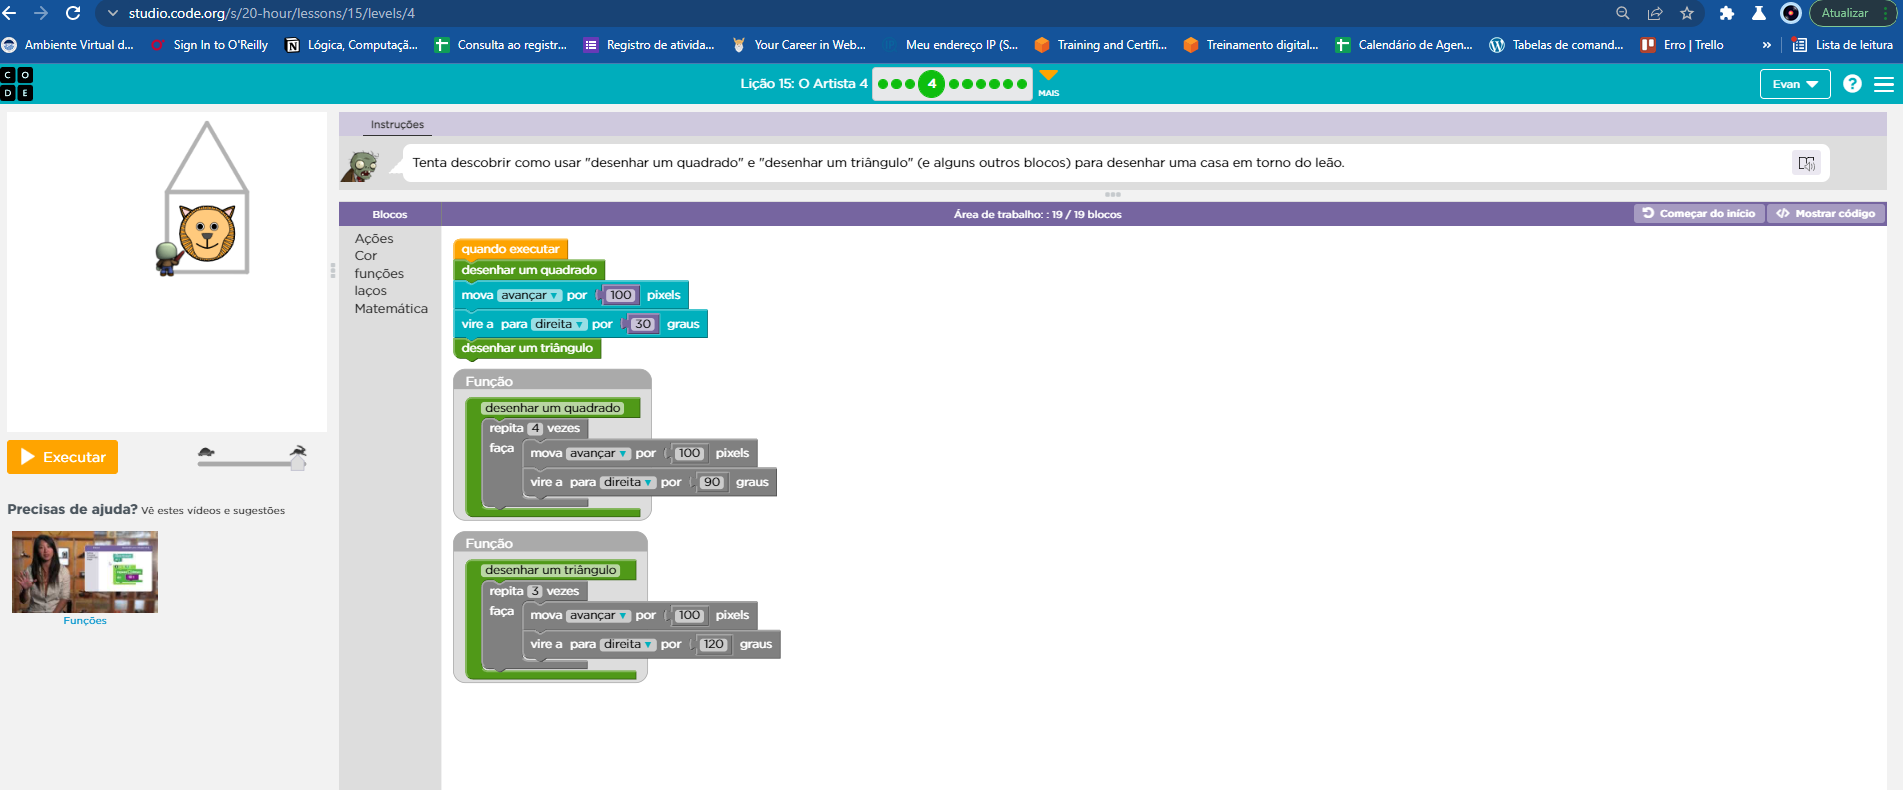 studio.code.org/s/20-hour/lessons/15/levels/4
Atualizar
Ambiente Virtual d... Sign In to O'Reilly Lógica, Computaçã... Consulta ao registr... Registro de ativida... Your Career in Web... Meu endereço IP (S... Training and Certifi... Treinamento digital... Calendário de Agen... Tabelas de comand... Erro | Trello » Lista de leitura
C O
D E
Lição 15: O Artista 4
4
MAIS
Evan
?
Instruções
Tenta descobrir como usar "desenhar um quadrado" e "desenhar um triângulo" (e alguns outros blocos) para desenhar uma casa em torno do leão.
Blocos
Área de trabalho: : 19 / 19 blocos
Começar do início
</> Mostrar código
Ações
Cor
funções
laços
Matemática
quando executar
desenhar um quadrado
mova avançar por 100 pixels
vire a para direita por 30 graus
desenhar um triângulo
Função
desenhar um quadrado
repita 4 vezes
faça
mova avançar por 100 pixels
vire a para direita por 90 graus
Função
desenhar um triângulo
repita 3 vezes
faça
mova avançar por 100 pixels
vire a para direita por 120 graus
Executar
Precisas de ajuda? Vê estes vídeos e sugestões
Funções